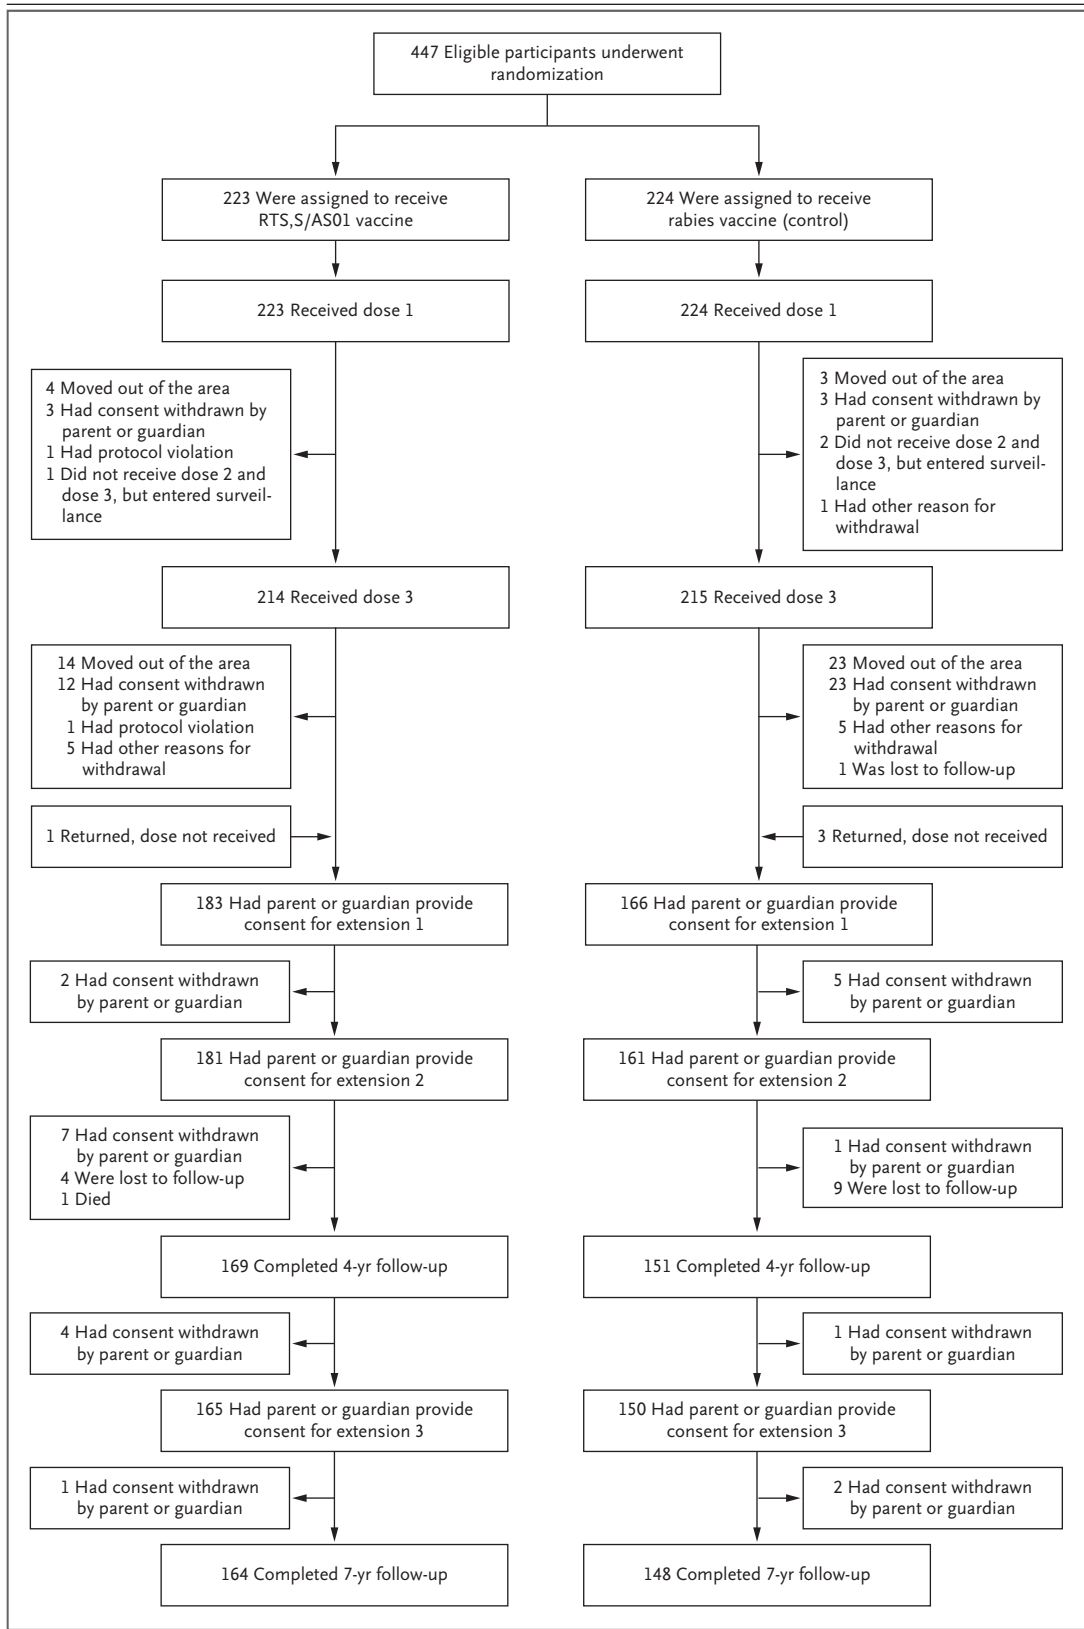 447 Eligible participants underwent
randomization
223 Were assigned to receive
RTS,S/AS01 vaccine
224 Were assigned to receive
rabies vaccine (control)
223 Received dose 1
224 Received dose 1
4 Moved out of the area
3 Had consent withdrawn by
parent or guardian
1 Had protocol violation
1 Did not receive dose 2 and
dose 3, but entered surveil-
lance
3 Moved out of the area
3 Had consent withdrawn by
parent or guardian
2 Did not receive dose 2 and
dose 3, but entered surveil-
lance
1 Had other reason for
withdrawal
214 Received dose 3
215 Received dose 3
14 Moved out of the area
12 Had consent withdrawn
by parent or guardian
1 Had protocol violation
5 Had other reasons for
withdrawal
23 Moved out of the area
23 Had consent withdrawn
by parent or guardian
5 Had other reasons for
withdrawal
1 Was lost to follow-up
1 Returned, dose not received
3 Returned, dose not received
183 Had parent or guardian provide
consent for extension 1
166 Had parent or guardian provide
consent for extension 1
2 Had consent withdrawn
by parent or guardian
5 Had consent withdrawn
by parent or guardian
181 Had parent or guardian provide
consent for extension 2
161 Had parent or guardian provide
consent for extension 2
7 Had consent withdrawn
by parent or guardian
4 Were lost to follow-up
1 Died
1 Had consent withdrawn
by parent or guardian
9 Were lost to follow-up
169 Completed 4-yr follow-up
151 Completed 4-yr follow-up
4 Had consent withdrawn
by parent or guardian
1 Had consent withdrawn
by parent or guardian
165 Had parent or guardian provide
consent for extension 3
150 Had parent or guardian provide
consent for extension 3
1 Had consent withdrawn
by parent or guardian
2 Had consent withdrawn
by parent or guardian
164 Completed 7-yr follow-up
148 Completed 7-yr follow-up